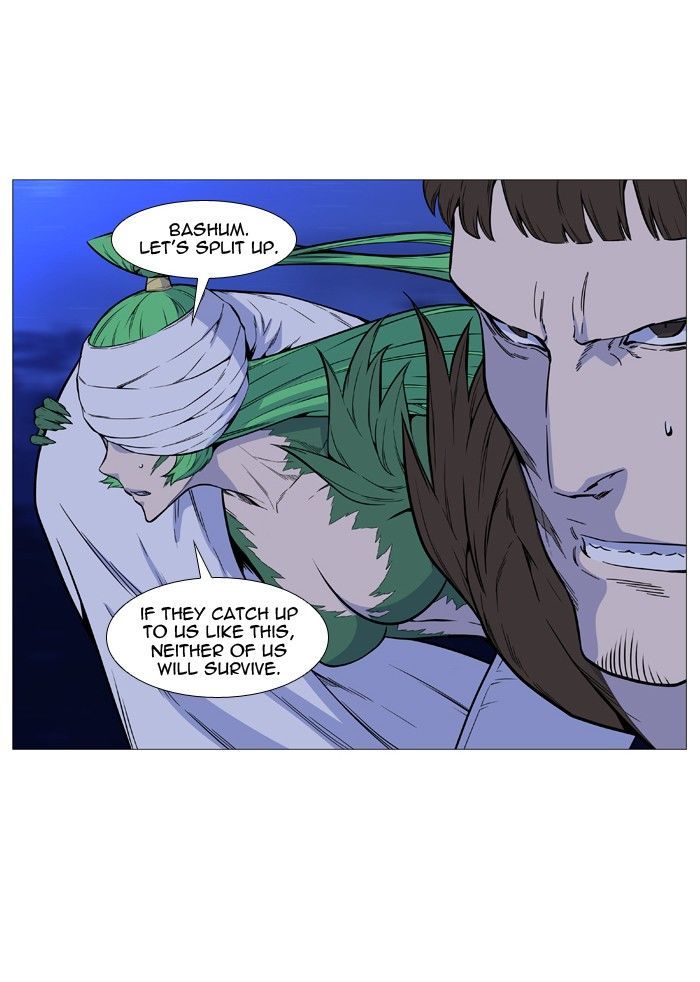 BASHUM.
LET'S SPLIT UP.
IF THEY CATCH UP
TO US LIKE THIS,
NEITHER OF US
WILL SURVIVE.